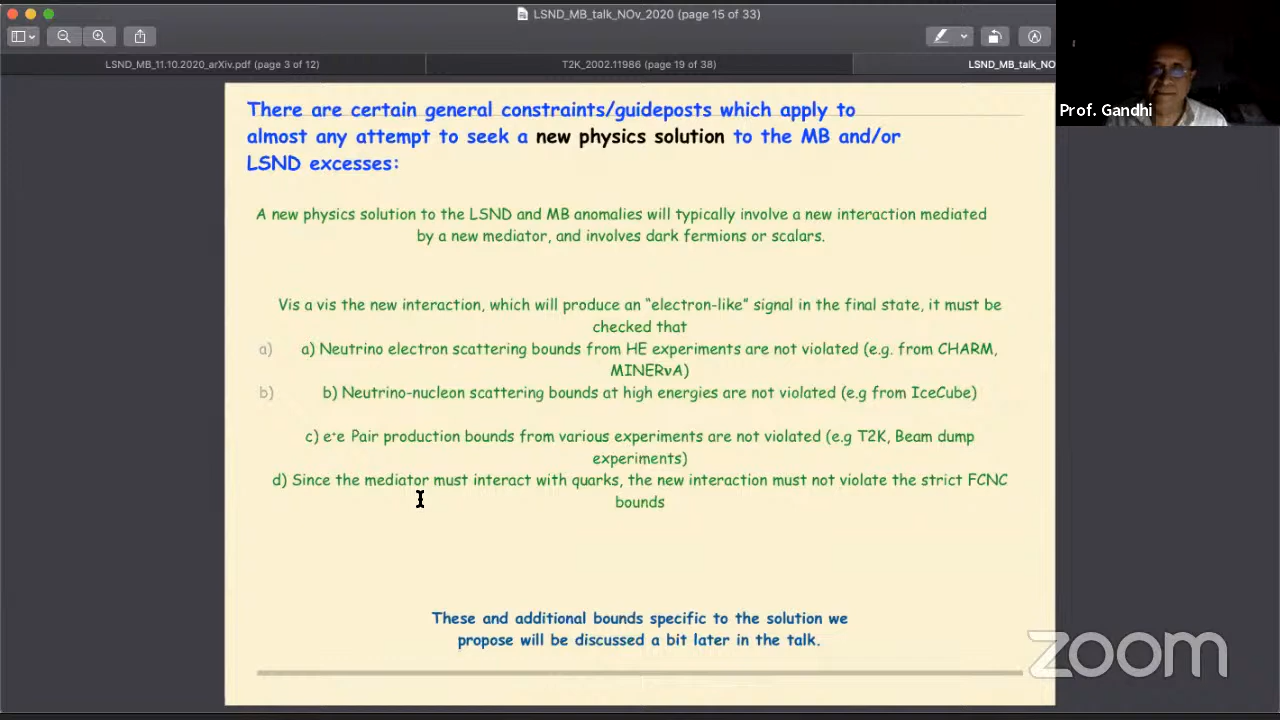 LSND_MB_talk_NOv_2020 (page 15 of 33)
LSND_MB_11.10.2020_arXiv.pdf (page 3 of 12)
T2K_2002.11986 (page 19 of 38)
LSND_MB_talk_NO
Prof. Gandhi
There are certain general constraints/guideposts which apply to
almost any attempt to seek a new physics solution to the MB and/or
LSND excesses:
A new physics solution to the LSND and MB anomalies will typically involve a new interaction mediated
by a new mediator, and involves dark fermions or scalars.
Vis a vis the new interaction, which will produce an “electron-like” signal in the final state, it must be
checked that
a) a) Neutrino electron scattering bounds from HE experiments are not violated (e.g. from CHARM,
MINERνA)
b) b) Neutrino-nucleon scattering bounds at high energies are not violated (e.g from IceCube)
c) e⁺e Pair production bounds from various experiments are not violated (e.g T2K, Beam dump
experiments)
d) Since the mediator must interact with quarks, the new interaction must not violate the strict FCNC
bounds
These and additional bounds specific to the solution we
propose will be discussed a bit later in the talk.
zoom